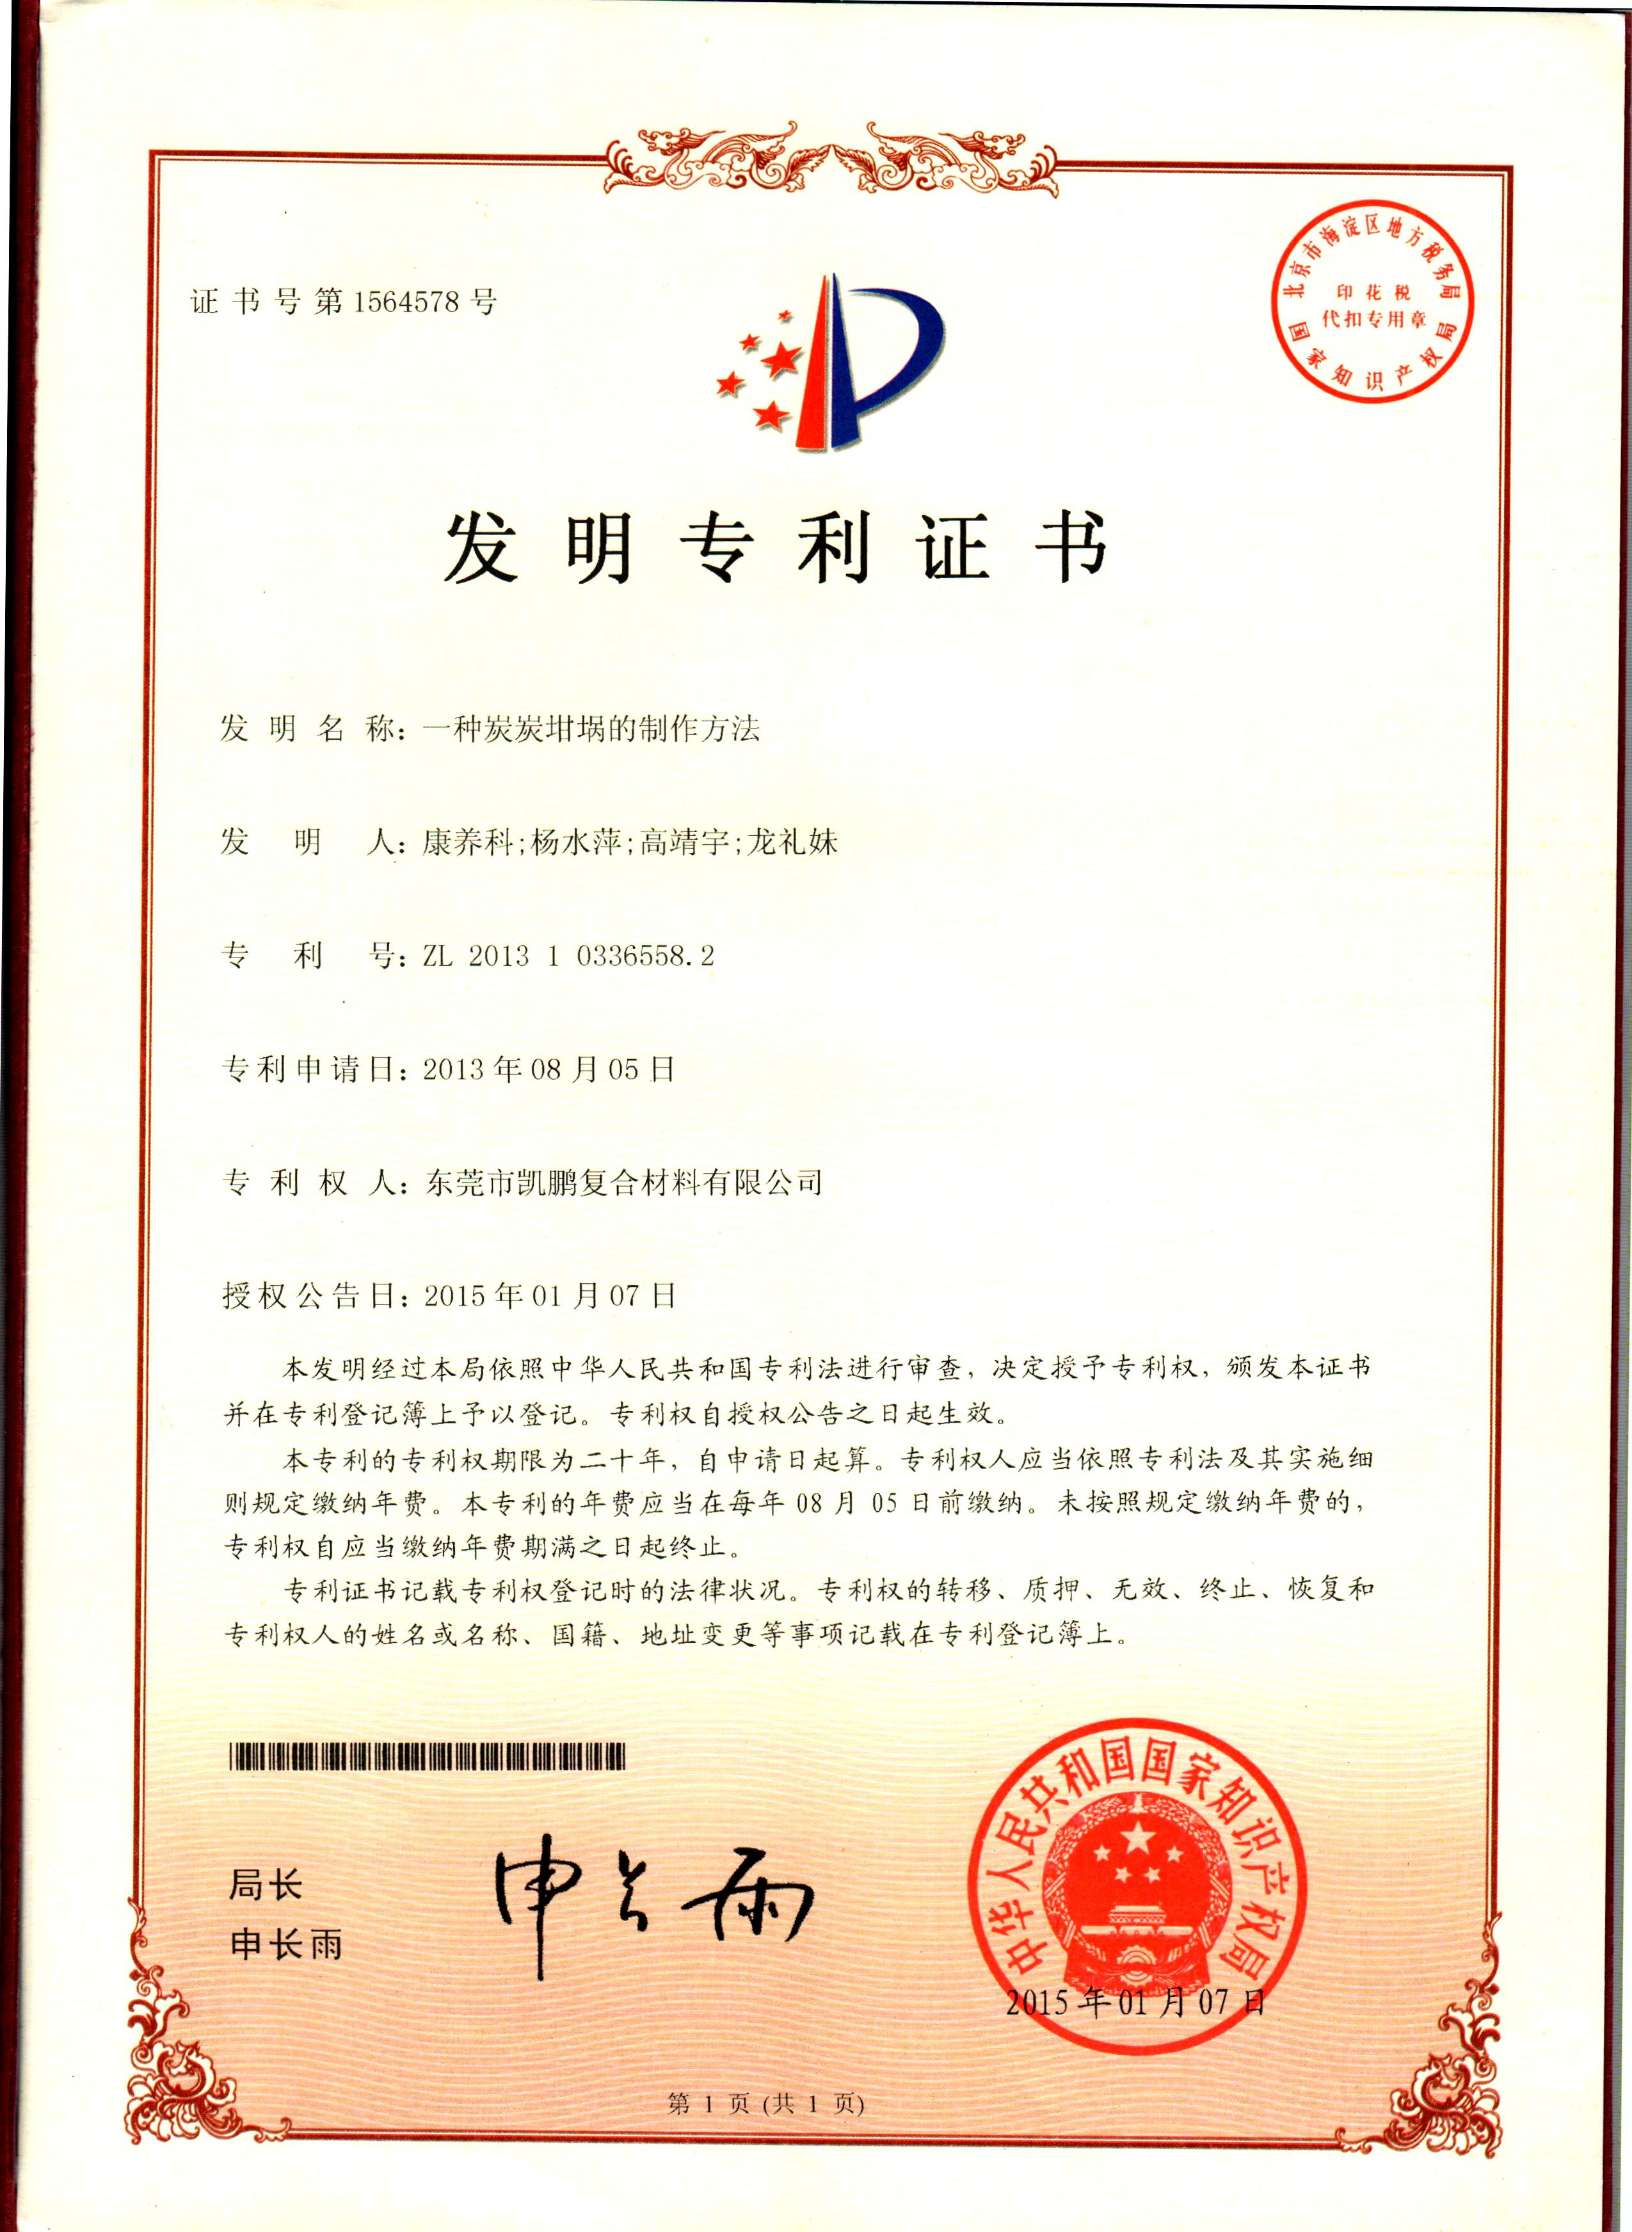 证书号第1564578号
北京市海淀区地方税务局
印花税
代扣专用章
国家知识产权局
发明专利证书
发明名称：一种炭炭坩埚的制作方法
发明人：康养科;杨水萍;高靖宇;龙礼妹
专利号：ZL 2013 1 0336558.2
专利申请日：2013年08月05日
专利权人：东莞市凯鹏复合材料有限公司
授权公告日：2015年01月07日
本发明经过本局依照中华人民共和国专利法进行审查，决定授予专利权，颁发本证书
并在专利登记簿上予以登记。专利权自授权公告之日起生效。
本专利的专利权期限为二十年，自申请日起算。专利权人应当依照专利法及其实施细
则规定缴纳年费。本专利的年费应当在每年 08 月 05 日前缴纳。未按照规定缴纳年费的，
专利权自应当缴纳年费期满之日起终止。
专利证书记载专利权登记时的法律状况。专利权的转移、质押、无效、终止、恢复和
专利权人的姓名或名称、国籍、地址变更等事项记载在专利登记簿上。
局长
申长雨
申长雨
中华人民共和国国家知识产权局
2015年01月07日
第 1 页 (共 1 页)